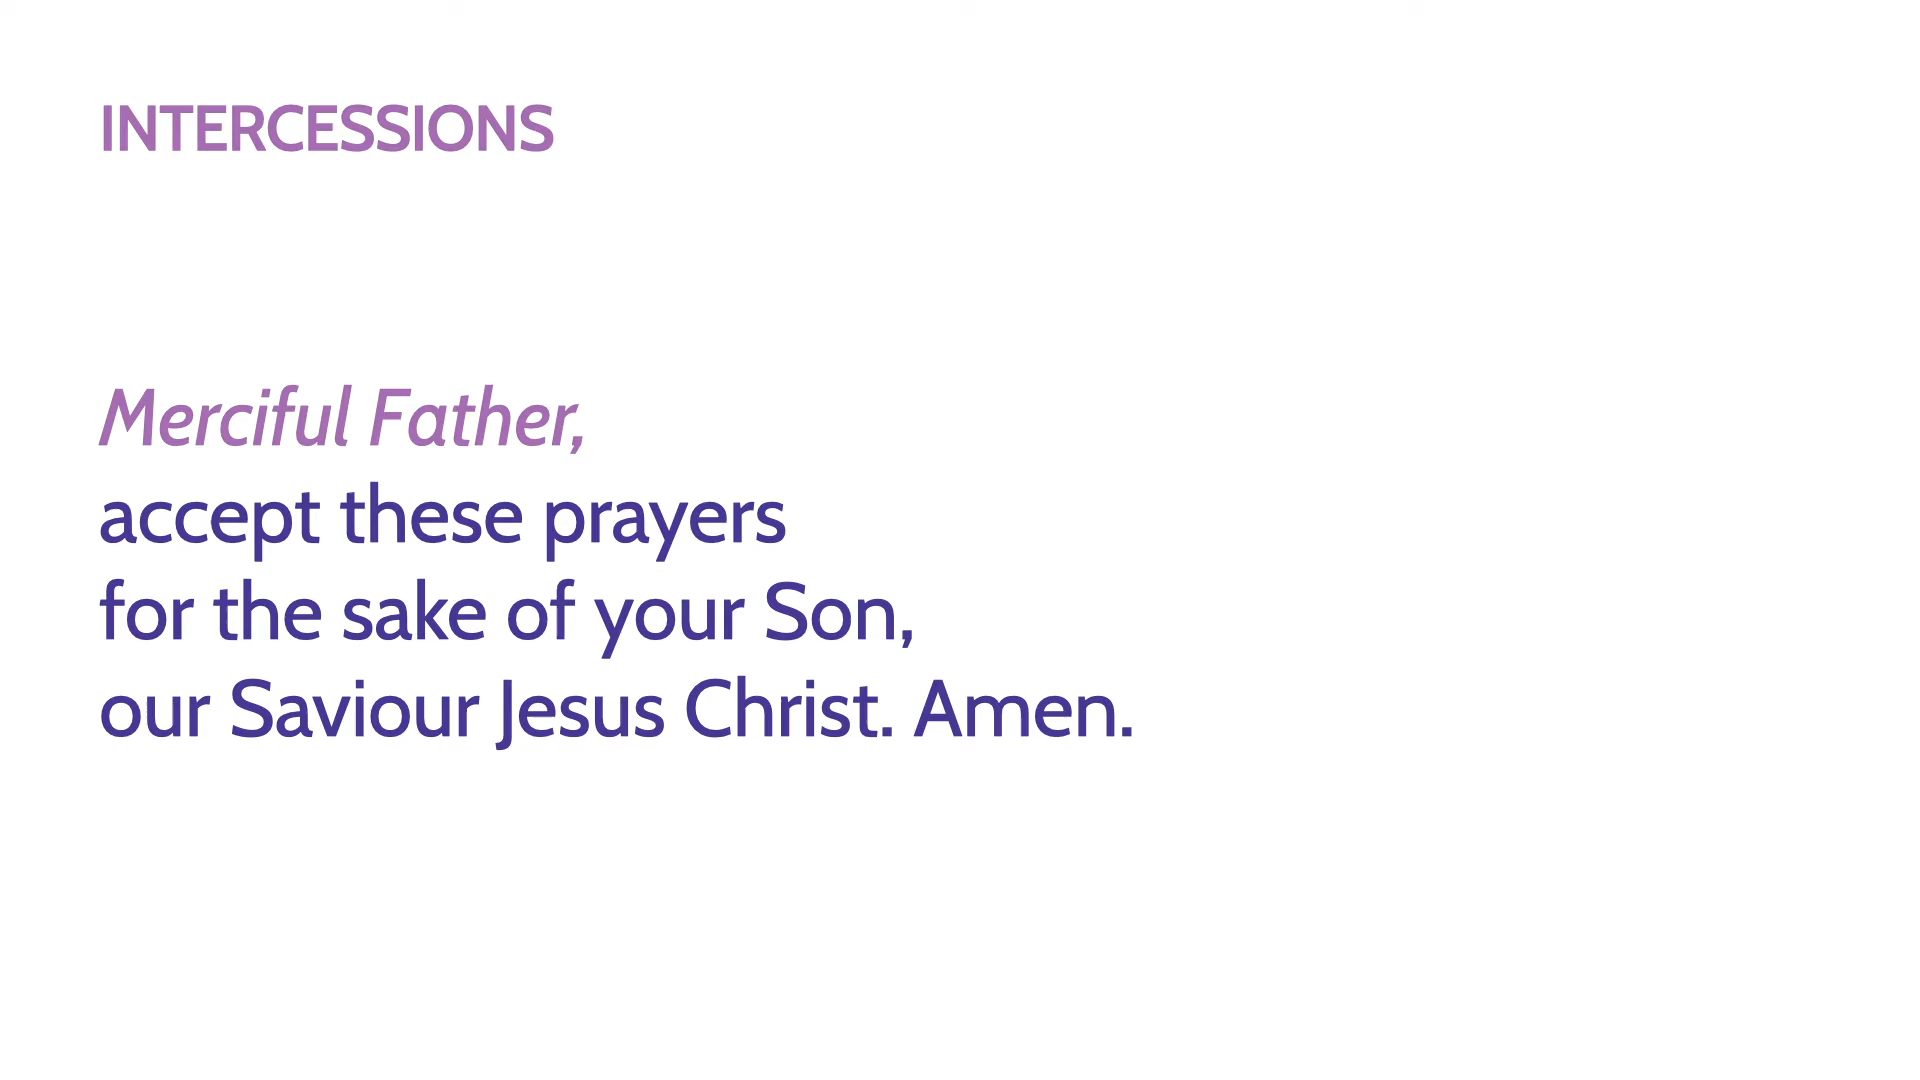 INTERCESSIONS
Merciful Father,
accept these prayers
for the sake of your Son,
our Saviour Jesus Christ. Amen.